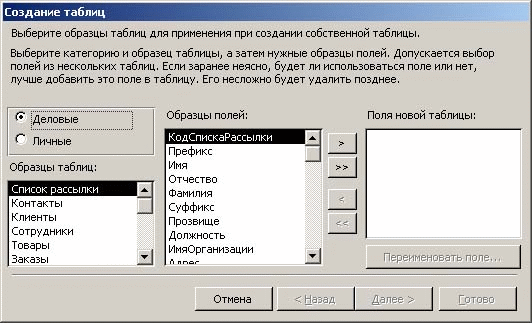 Создание таблиц
Выберите образцы таблиц для применения при создании собственной таблицы.
Выберите категорию и образец таблицы, а затем нужные образцы полей. Допускается выбор
полей из нескольких таблиц. Если заранее неясно, будет ли использоваться поле или нет,
лучше добавить это поле в таблицу. Его несложно будет удалить позднее.
Деловые
Личные
Образцы таблиц:
Список рассылки
Контакты
Клиенты
Сотрудники
Товары
Заказы
Образцы полей:
КодСпискаРассылки
Префикс
Имя
Отчество
Фамилия
Суффикс
Прозвище
Должность
ИмяОрганизации
Адрес
>
>>
<
<<
Поля новой таблицы:
Переименовать поле...
Отмена
< Назад
Далее >
Готово